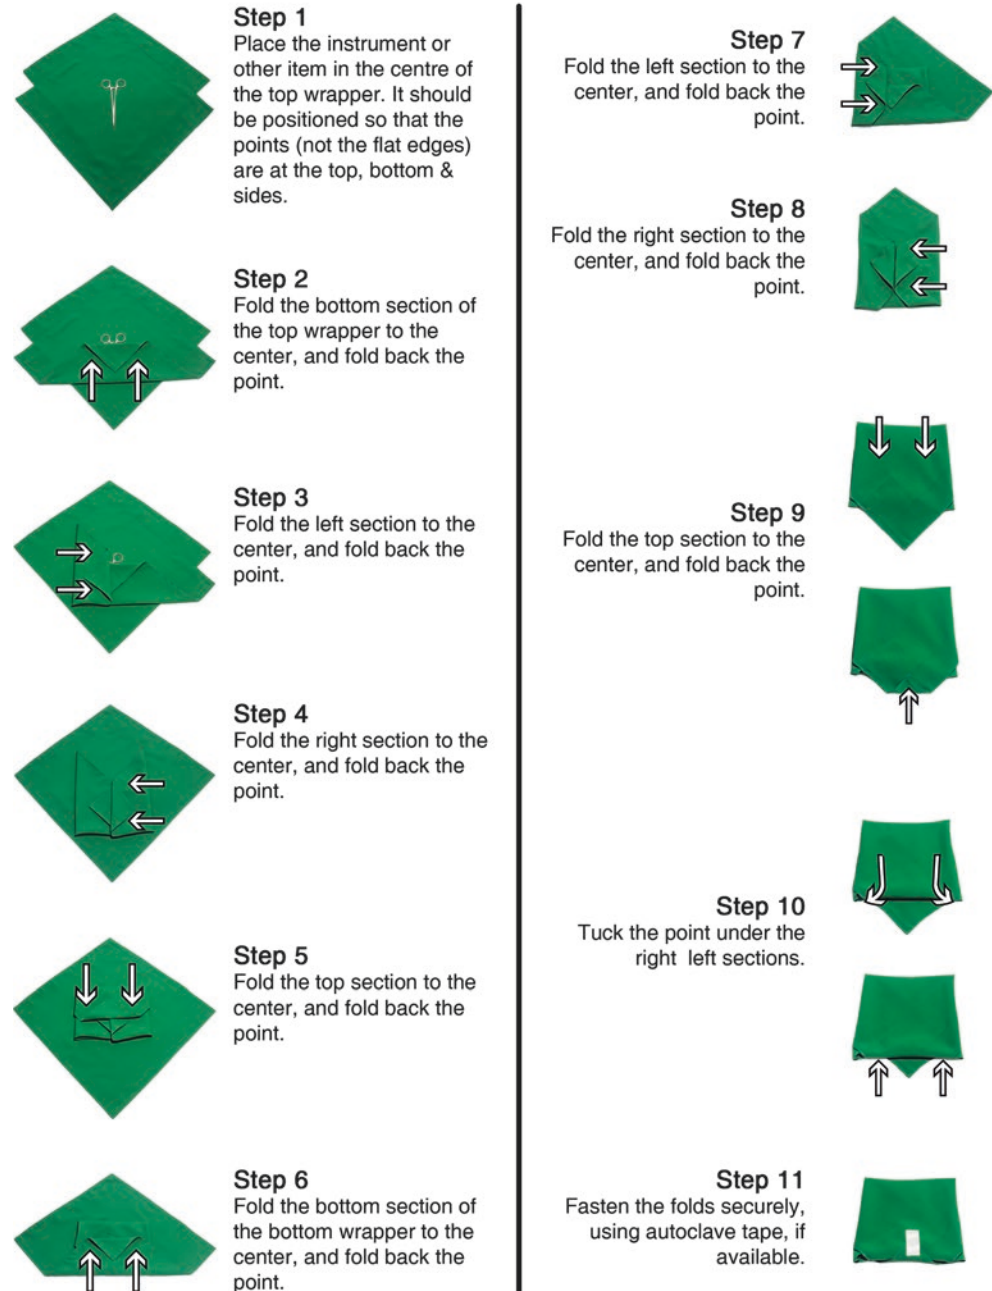 Step 1
Place the instrument or
other item in the centre of
the top wrapper. It should
be positioned so that the
points (not the flat edges)
are at the top, bottom &
sides.
Step 2
Fold the bottom section of
the top wrapper to the
center, and fold back the
point.
Step 3
Fold the left section to the
center, and fold back the
point.
Step 4
Fold the right section to the
center, and fold back the
point.
Step 5
Fold the top section to the
center, and fold back the
point.
Step 6
Fold the bottom section of
the bottom wrapper to the
center, and fold back the
point.
Step 7
Fold the left section to the
center, and fold back the
point.
Step 8
Fold the right section to the
center, and fold back the
point.
Step 9
Fold the top section to the
center, and fold back the
point.
Step 10
Tuck the point under the
right  left sections.
Step 11
Fasten the folds securely,
using autoclave tape, if
available.